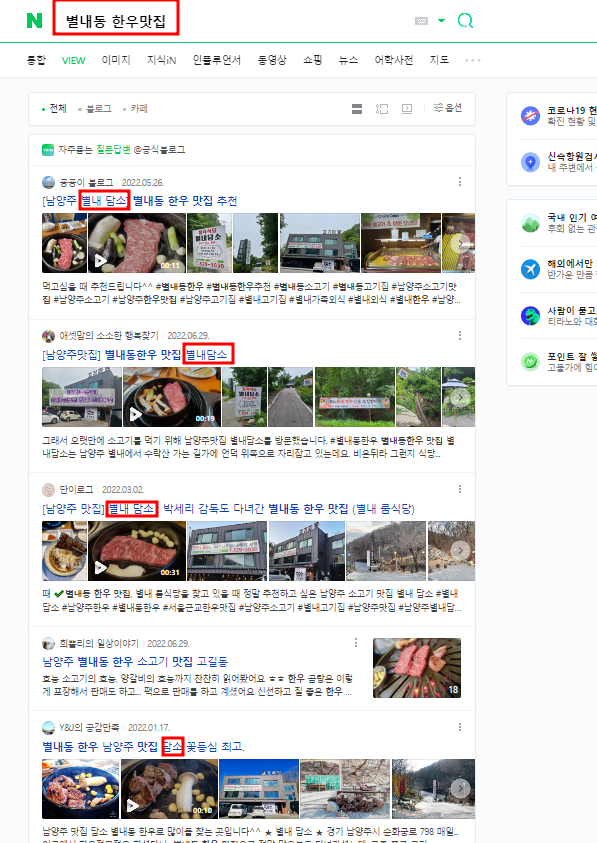 N 별내동 한우맛집
통합 VIEW 이미지 지식iN 인플루언서 동영상 쇼핑 뉴스 어학사전 지도
전체 블로그 카페 옵션
자주묻는 질문답변 @공식블로그
코로나19 현
확진 현황 및
신속항원검사
내 주변에서
국내 인기 여
후회 없는 관
해외에서만
반가운 만큼
사람이 묻고
티라노와 대화
포인트 잘 쌓
고물가에 힘이
공공이 블로그 2022.05.26.
[남양주 별내 담소] 별내동 한우 맛집 추천
00:11
먹고싶을 때 추천드립니다^^ #별내동한우 #별내동한우추천 #별내동소고기 #별내동고기집 #남양주소고기맛
집 #남양주소고기 #남양주한우맛집 #남양주고기집 #별내고기집 #별내가족외식 #별내외식 #별내한우 #남양...
애셋맘의 소소한 행복찾기 2022.06.29.
[남양주맛집] 별내동한우 맛집 #별내담소
00:19
그래서 오랫만에 소고기를 먹기 위해 남양주맛집 별내담소를 방문했습니다. #별내동한우 #별내동한우 맛집 별
내담소는 남양주 별내에서 수락산 가는 길가에 언덕 위쪽으로 자리잡고 있는데요. 비온뒤라 그런지 식당...
단이로그 2022.03.02.
[남양주 맛집] 별내 담소 : 박세리 감독도 다녀간 별내동 한우 맛집 (별내 룸식당)
00:31
때 ✔별내동 한우 맛집. 별내 룸식당을 찾고 있을 때 정말 추천하고 싶은 남양주 고기 맛집 별내 담소 #별내
담소 #남양주한우 #별내동한우 #서울근교한우맛집 #남양주소고기 #별내고기집 #남양주맛집 #남양주별내담...
희쁠리의 일상이야기 2022.06.29.
남양주 별내동 한우 소고기 맛집 고길동
효능 소고기의 효능, 양갈비의 효능까지 찬찬히 읽어봤어요 ㅎㅎ 한우 곰탕은 이렇
게 포장해서 판매도 하고... 팩으로 판매를 하고 계셨어요 신선하고 질 좋은 한우 ...
18
Y&U의 공감만족 2022.01.17.
별내동 한우 남양주 맛집 담소 꽃등심 최고.
00:10
남양주 맛집 담소 별내동 한우로 많이들 찾는 곳입니다^^ ★ 별내 담소 ★ 경기 남양주시 순화궁로 798 매일...